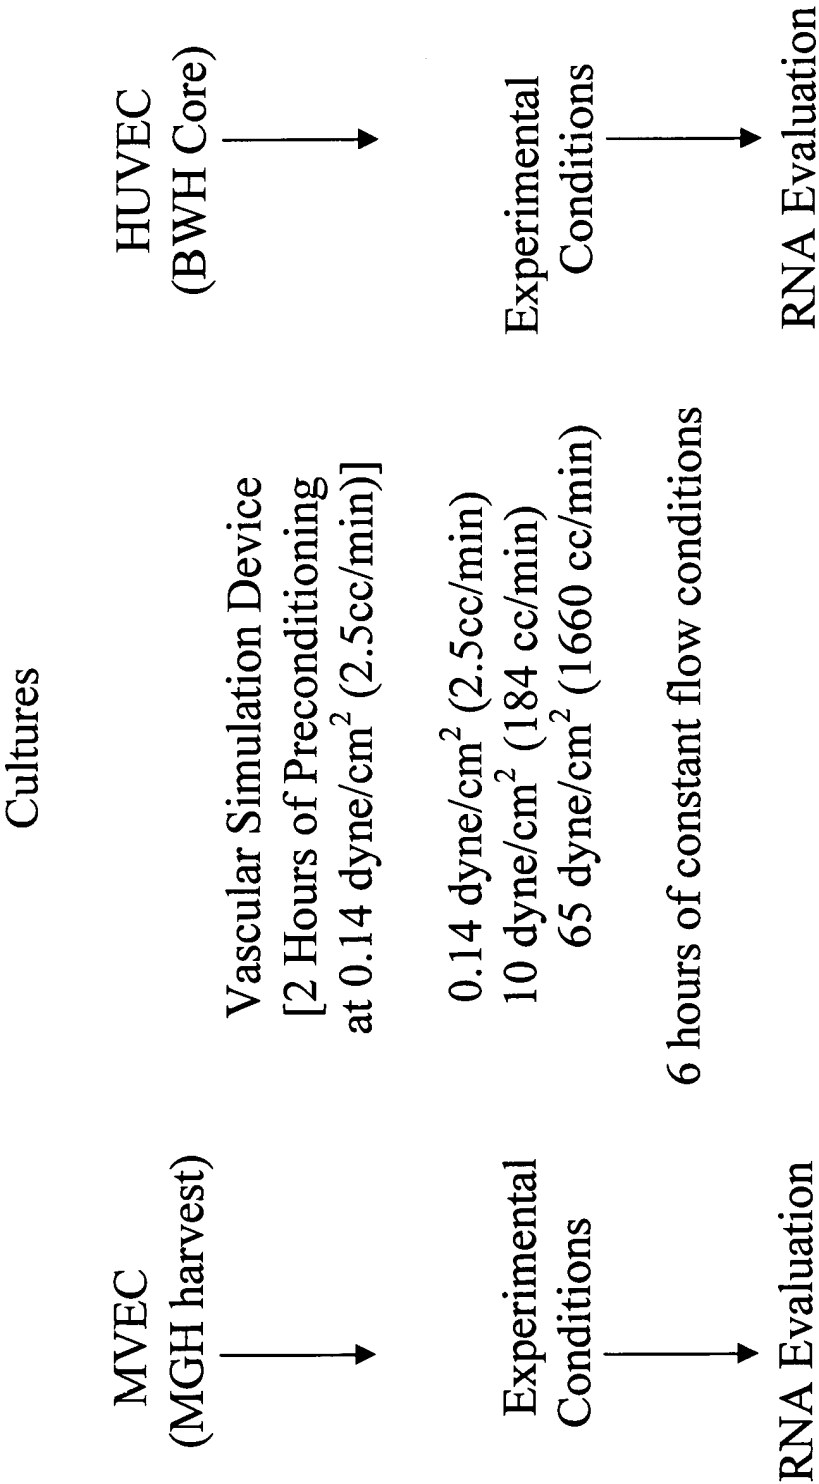 Cultures
MVEC
(MGH harvest)
Vascular Simulation Device
[2 Hours of Preconditioning
at 0.14 dyne/cm² (2.5cc/min)]
HUVEC
(BWH Core)
Experimental
Conditions
0.14 dyne/cm² (2.5cc/min)
10 dyne/cm² (184 cc/min)
65 dyne/cm² (1660 cc/min)
Experimental
Conditions
6 hours of constant flow conditions
RNA Evaluation
RNA Evaluation